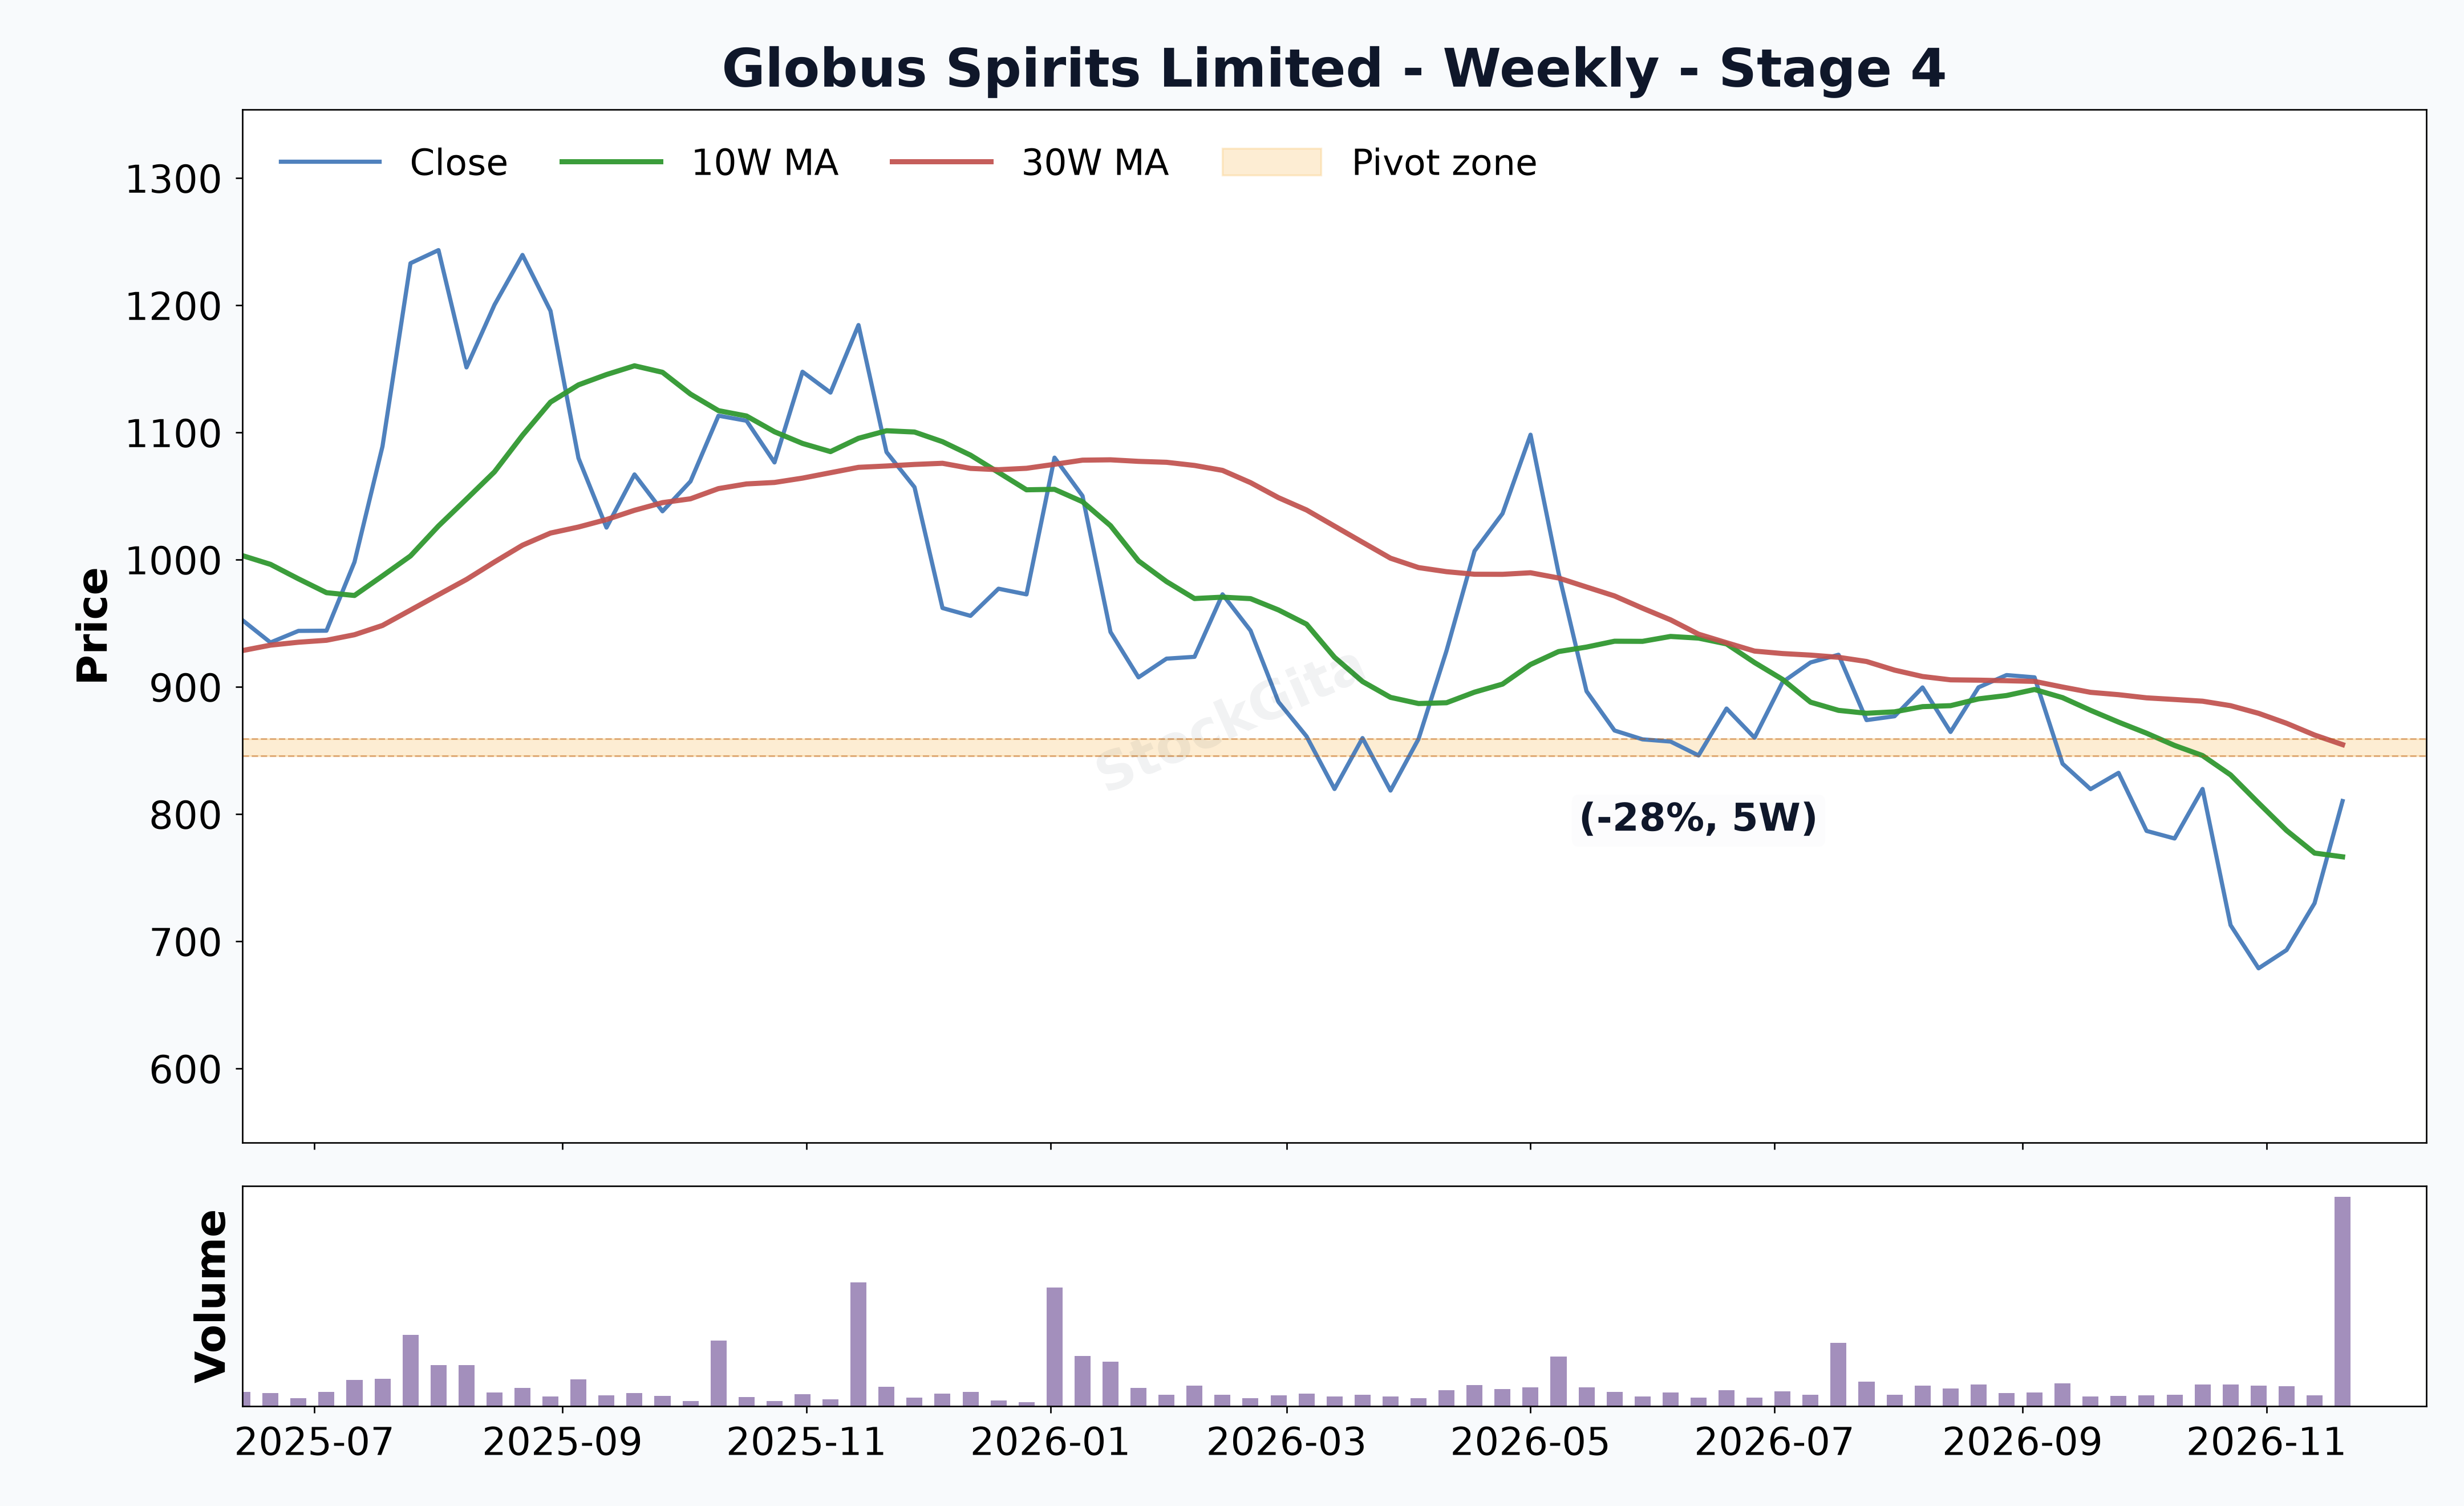 Globus Spirits Limited - Weekly - Stage 4
Close 10W MA 30W MA Pivot zone
Price
1300
1200
1100
1000
900
800
700
600
StockGita
(-28%, 5W)
Volume
2025-07 2025-09 2025-11 2026-01 2026-03 2026-05 2026-07 2026-09 2026-11